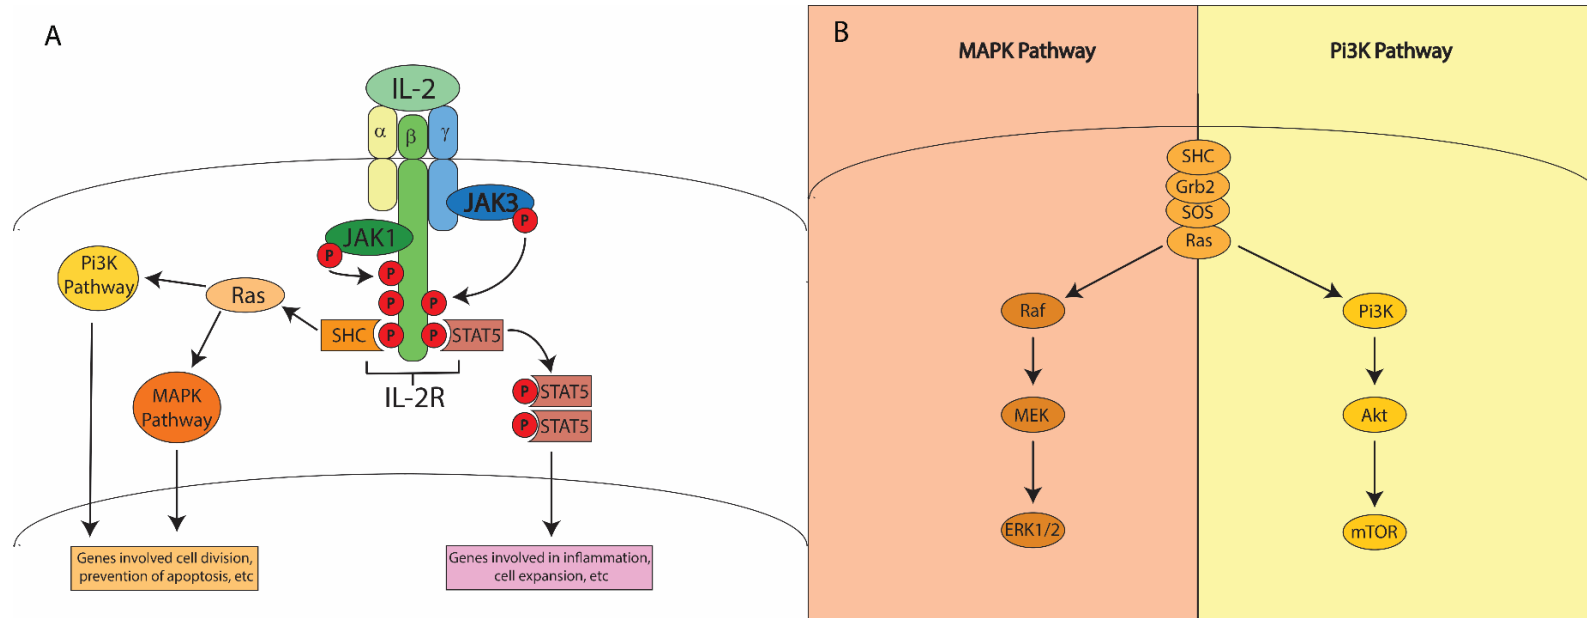 A
IL-2
α
β
γ
JAK3
P
JAK1
P
P
P
P
P
P
SHC
STAT5
IL-2R
Pi3K
Pathway
Ras
MAPK
Pathway
P
STAT5
P
STAT5
Genes involved cell division,
prevention of apoptosis, etc
Genes involved in inflammation,
cell expansion, etc
B
MAPK Pathway
Pi3K Pathway
SHC
Grb2
SOS
Ras
Raf
MEK
ERK1/2
Pi3K
Akt
mTOR